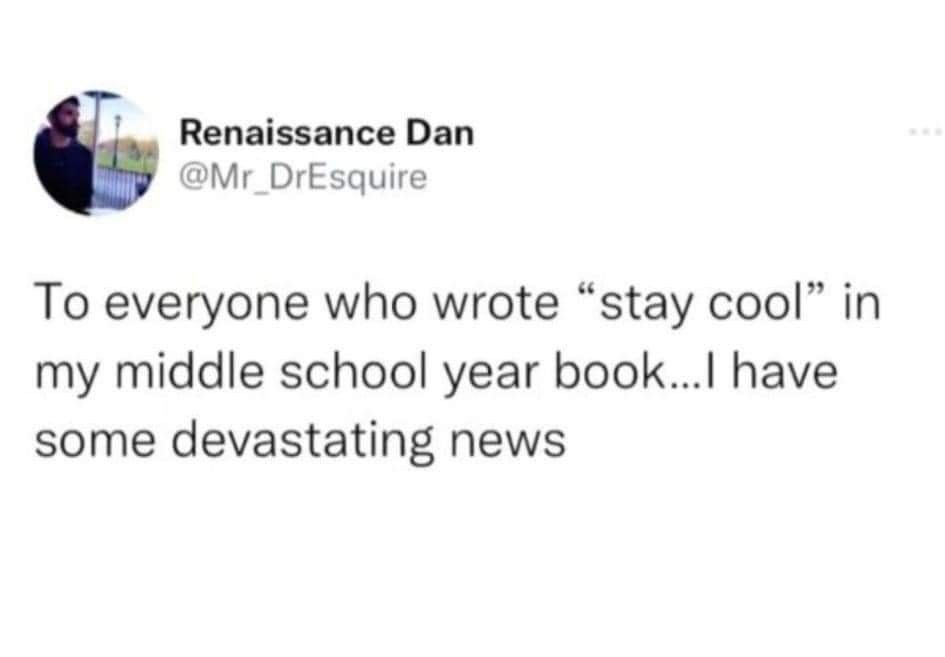 Renaissance Dan
@Mr_DrEsquire
To everyone who wrote “stay cool” in
my middle school year book...I have
some devastating news